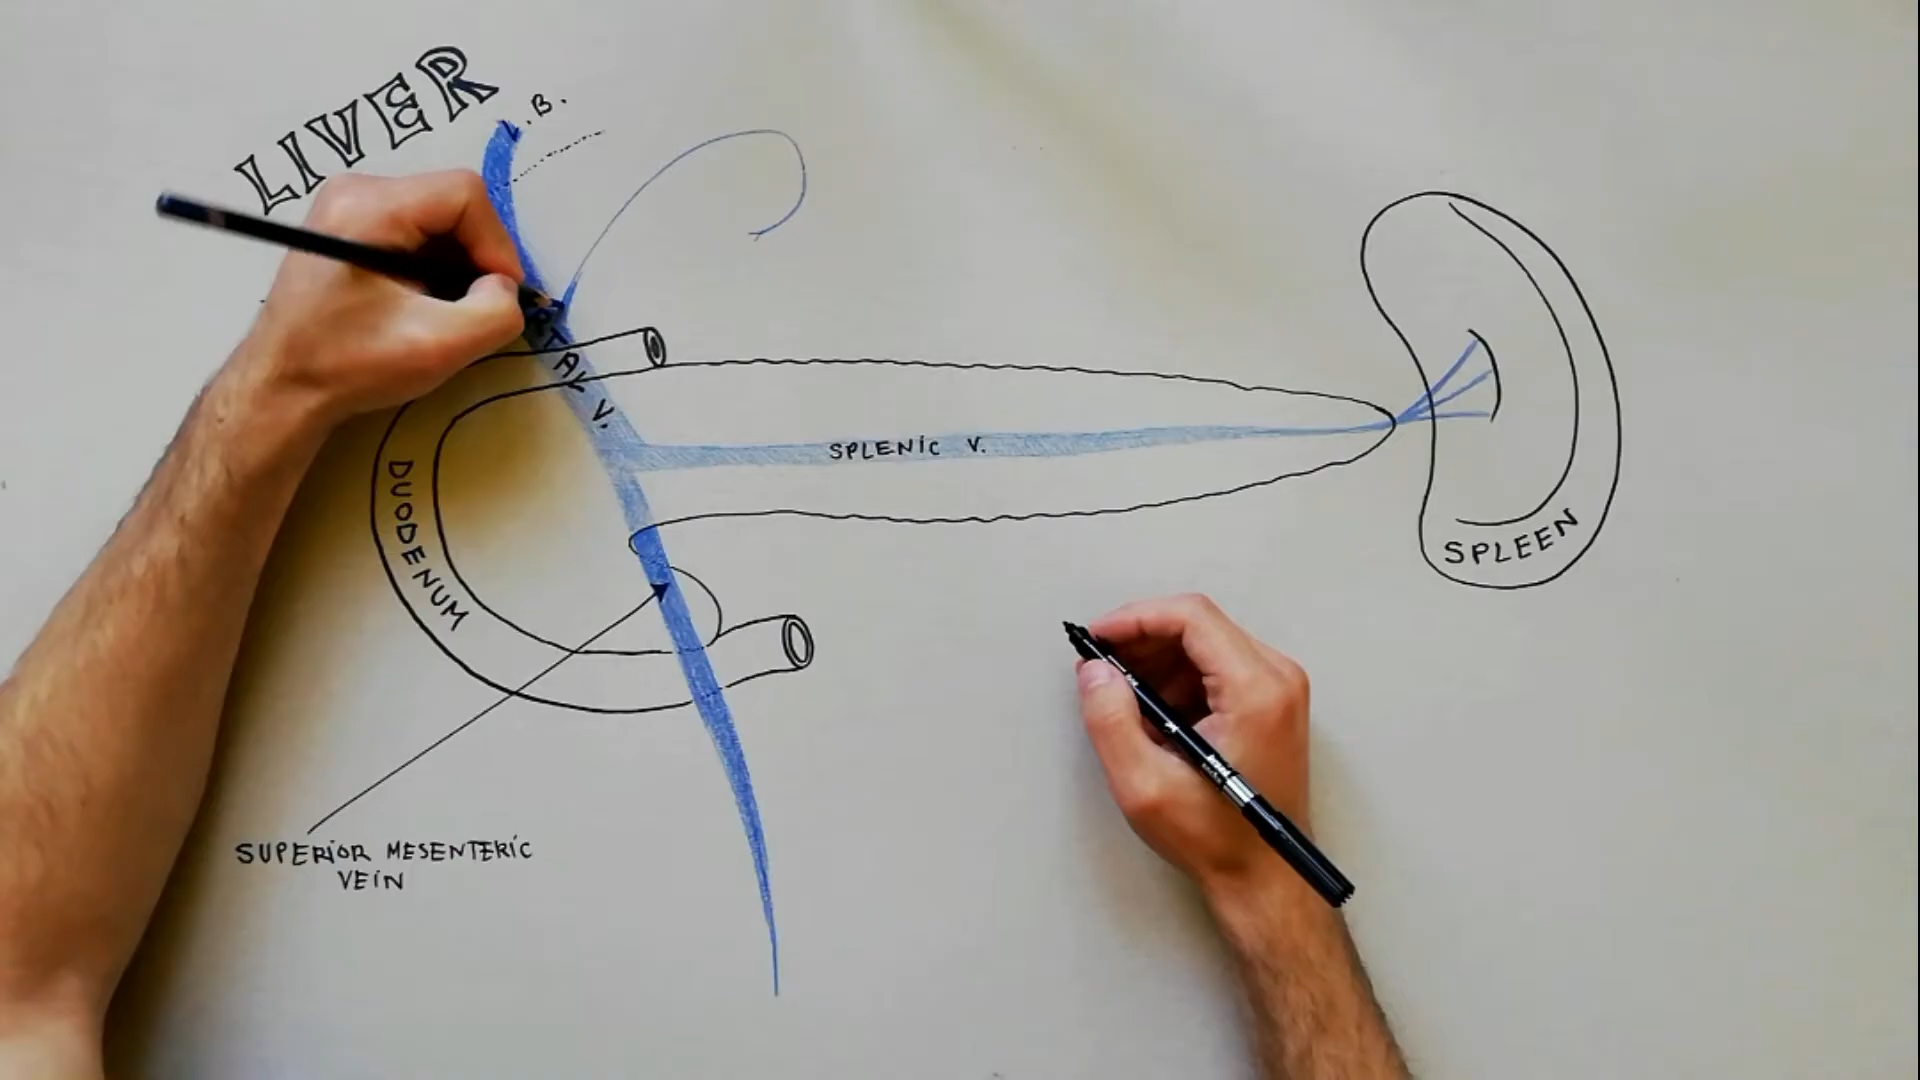 LIVER
L.B.
V.
SPLENIC V.
DUODENUM
SPLEEN
SUPERIOR MESENTERIC
VEIN